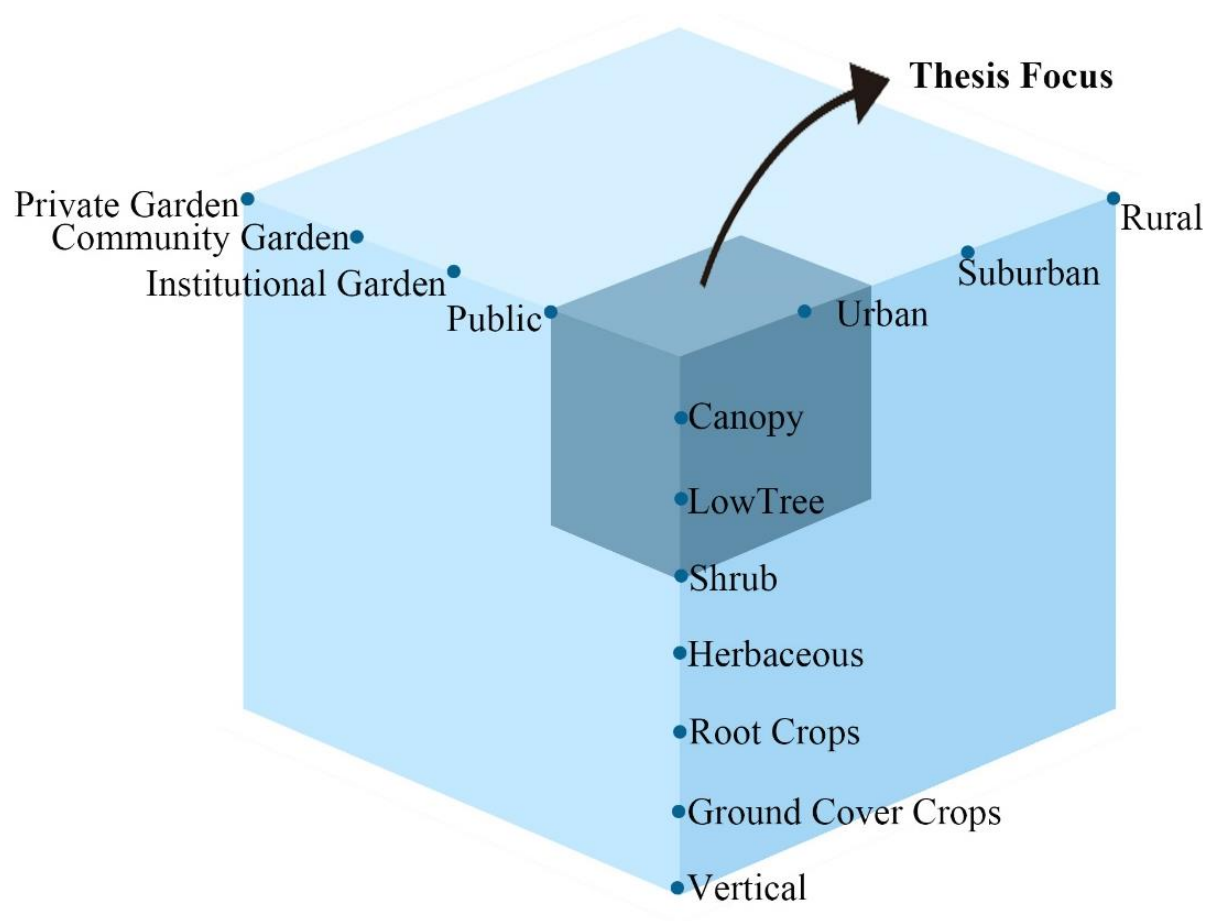 Thesis Focus
Private Garden
Community Garden
Institutional Garden
Public
Rural
Suburban
Urban
Canopy
LowTree
Shrub
Herbaceous
Root Crops
Ground Cover Crops
Vertical